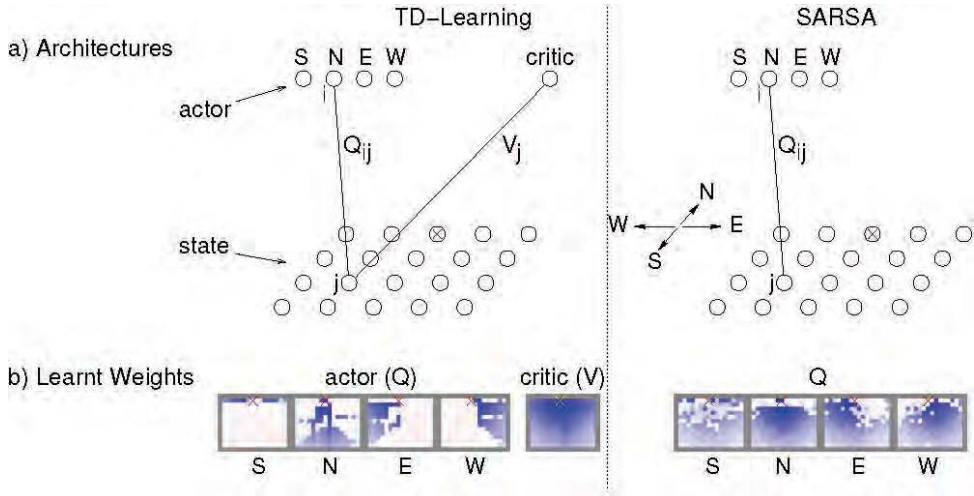 TD–Learning
SARSA
a) Architectures
S N E W
critic
S N E W
actor
i
i
Q ij
V j
Q ij
N
W
E
S
state
j
j
b) Learnt Weights
actor (Q)
critic (V)
Q
S N E W
S N E W